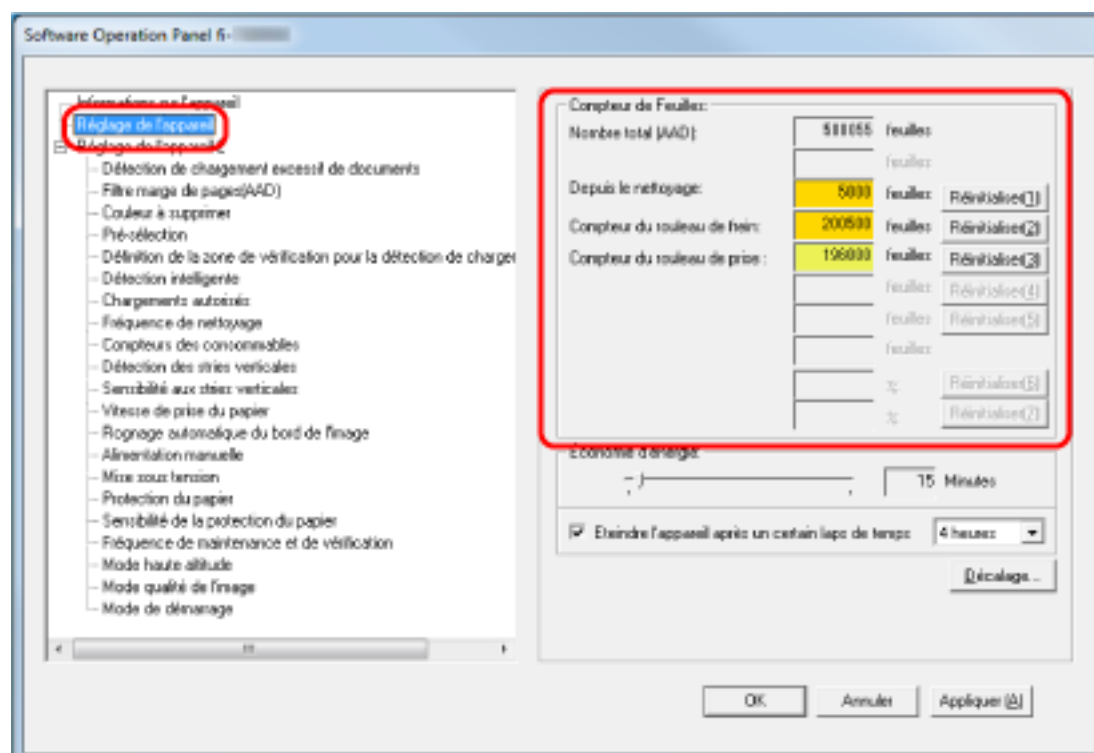 Software Operation Panel fi-
Informations sur l'appareil
Réglage de l'appareil
Réglage de l'appareil 2
Détection de chargement excessif de documents
Filtre marge de pages(AAD)
Couleur à supprimer
Pré-sélection
Définition de la zone de vérification pour la détection de charger
Détection intelligente
Chargements autorisés
Fréquence de nettoyage
Compteurs des consommables
Détection des stries verticales
Sensibilité aux stries verticales
Vitesse de prise du papier
Rognage automatique du bord de l'image
Alimentation manuelle
Mise sous tension
Protection du papier
Sensibilité de la protection du papier
Fréquence de maintenance et de vérification
Mode haute altitude
Mode qualité de l'image
Mode de démarrage
Compteur de Feuilles:
Nombre total (AAD): 500055 feuilles
feuilles
Depuis le nettoyage: 5000 feuilles Réinitialiser(1)
Compteur du rouleau de frein: 200500 feuilles Réinitialiser(2)
Compteur du rouleau de prise : 196000 feuilles Réinitialiser(3)
feuilles Réinitialiser(4)
feuilles Réinitialiser(5)
feuilles
% Réinitialiser(6)
% Réinitialiser(7)
Economie d'énergie:
15 Minutes
Eteindre l'appareil après un certain laps de temps 4 heures
Décalage...
OK Annuler Appliquer (A)